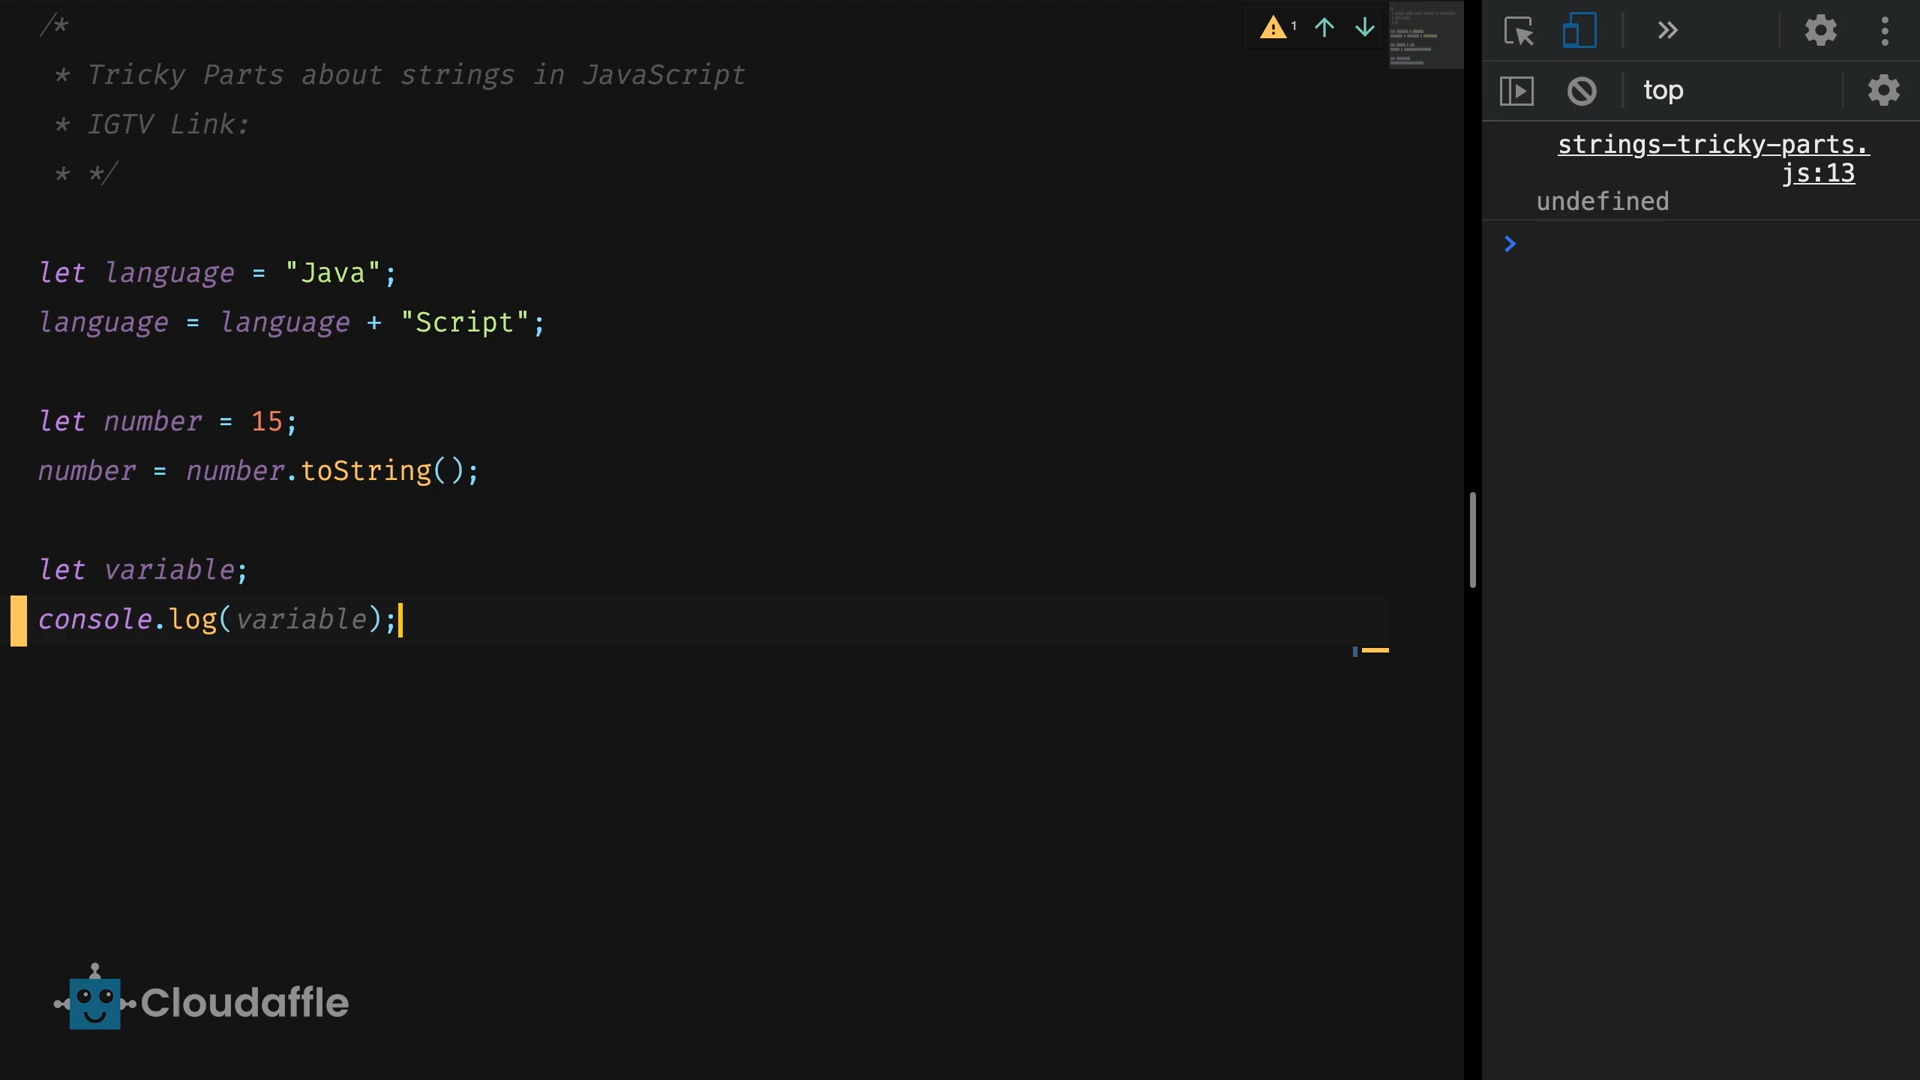 /*
* Tricky Parts about strings in JavaScript
* IGTV Link:
* */
let language = "Java";
language = language + "Script";
let number = 15;
number = number.toString();
let variable;
console.log(variable);
1
top
strings-tricky-parts.
js:13
undefined
Cloudaffle